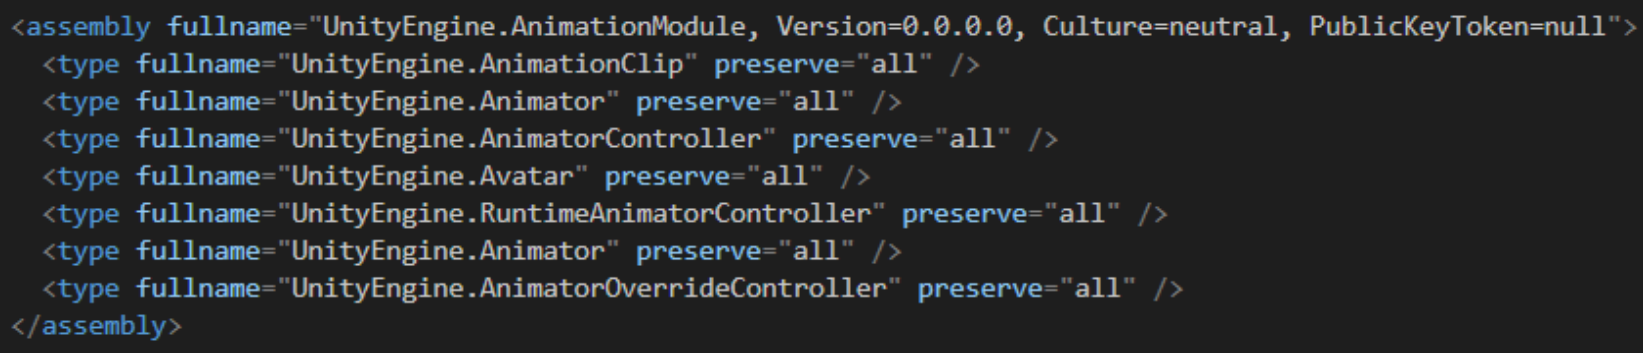 <assembly fullname="UnityEngine.AnimationModule, Version=0.0.0.0, Culture=neutral, PublicKeyToken=null">
  <type fullname="UnityEngine.AnimationClip" preserve="all" />
  <type fullname="UnityEngine.Animator" preserve="all" />
  <type fullname="UnityEngine.AnimatorController" preserve="all" />
  <type fullname="UnityEngine.Avatar" preserve="all" />
  <type fullname="UnityEngine.RuntimeAnimatorController" preserve="all" />
  <type fullname="UnityEngine.Animator" preserve="all" />
  <type fullname="UnityEngine.AnimatorOverrideController" preserve="all" />
</assembly>